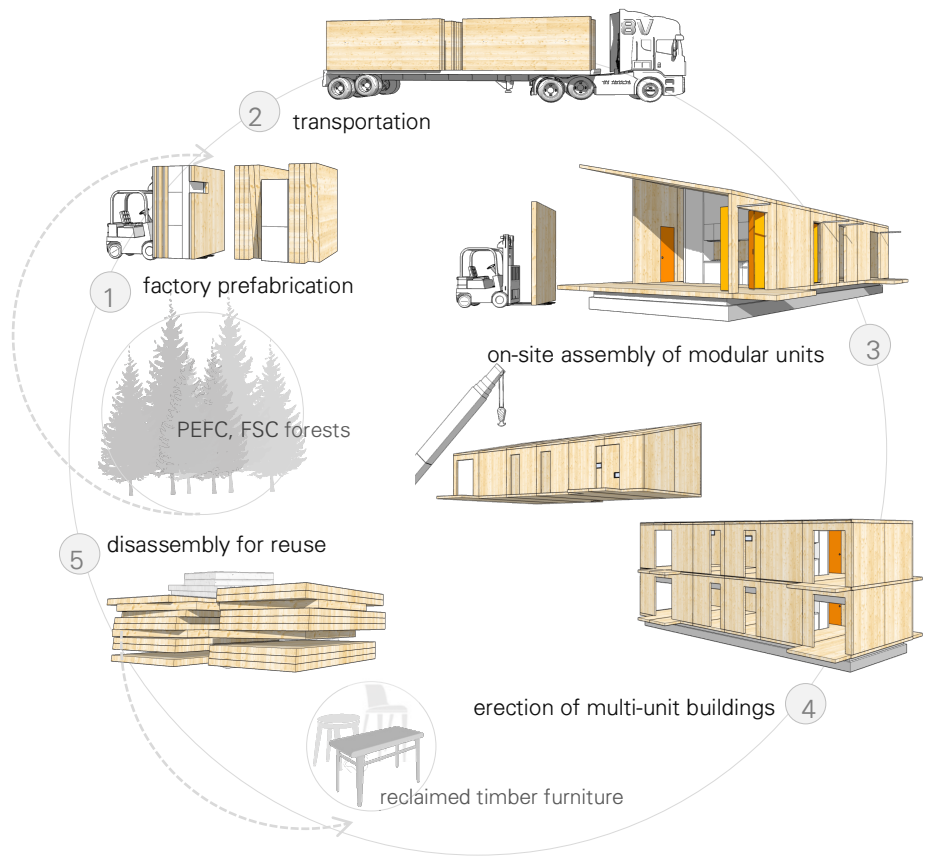 8V
2
transportation
1
factory prefabrication
3
on-site assembly of modular units
PEFC, FSC forests
5
disassembly for reuse
4
erection of multi-unit buildings
reclaimed timber furniture